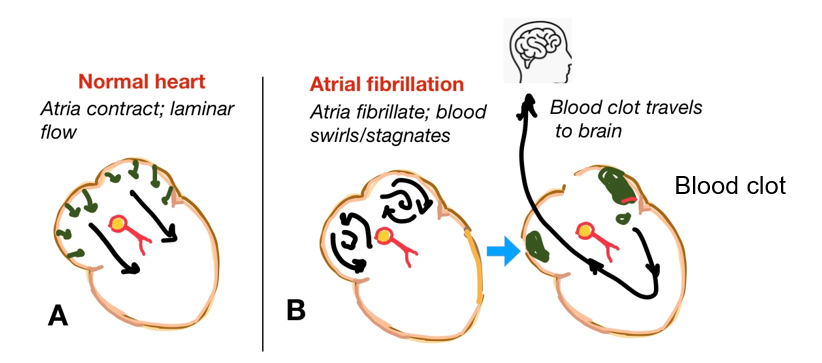 Normal heart
Atria contract; laminar
flow
A
Atrial fibrillation
Atria fibrillate; blood
swirls/stagnates
B
Blood clot travels
to brain
Blood clot